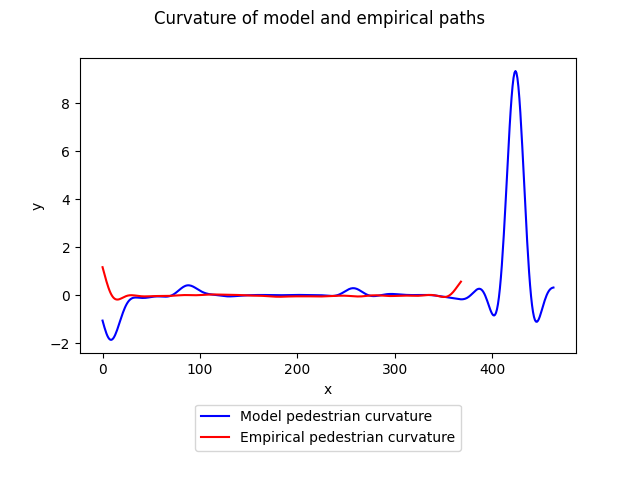 Curvature of model and empirical paths
8
6
4
2
0
−2
y
0 100 200 300 400
x
Model pedestrian curvature
Empirical pedestrian curvature